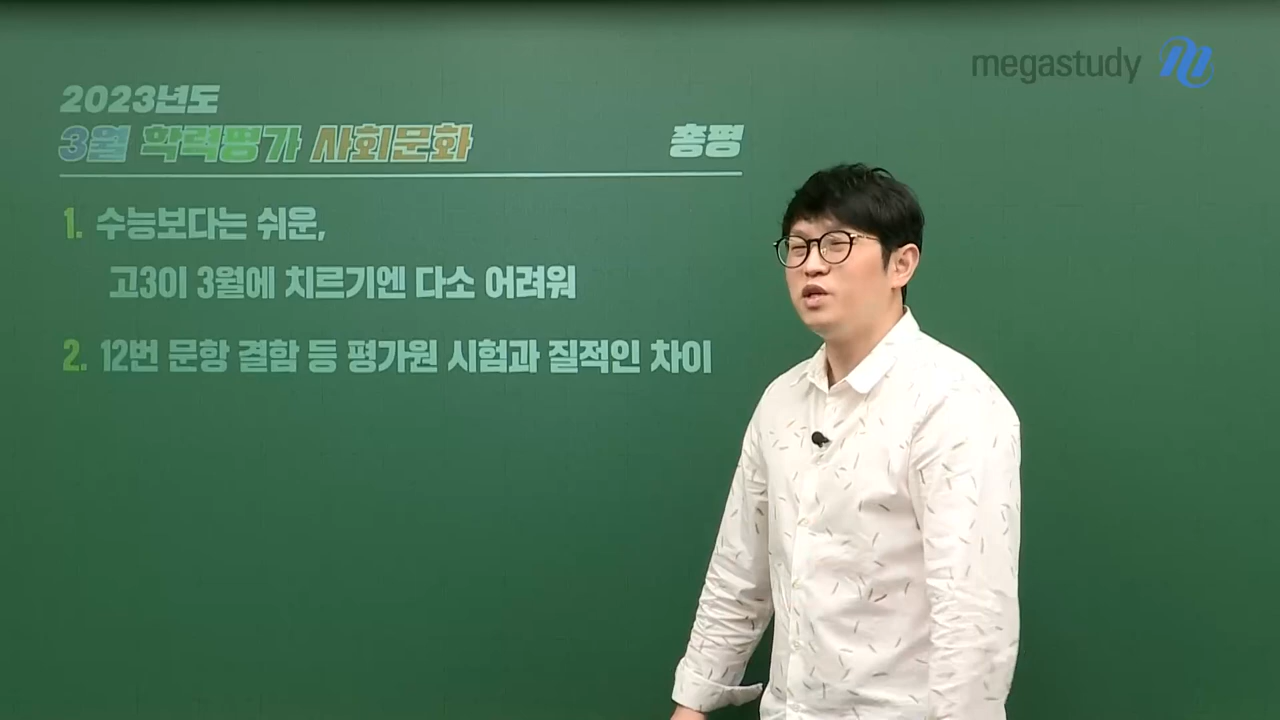 megastudy
2023년도
3월 학력평가 사회문화 총평
1. 수능보다는 쉬운,
고3이 3월에 치르기엔 다소 어려워
2. 12번 문항 결함 등 평가원 시험과 질적인 차이